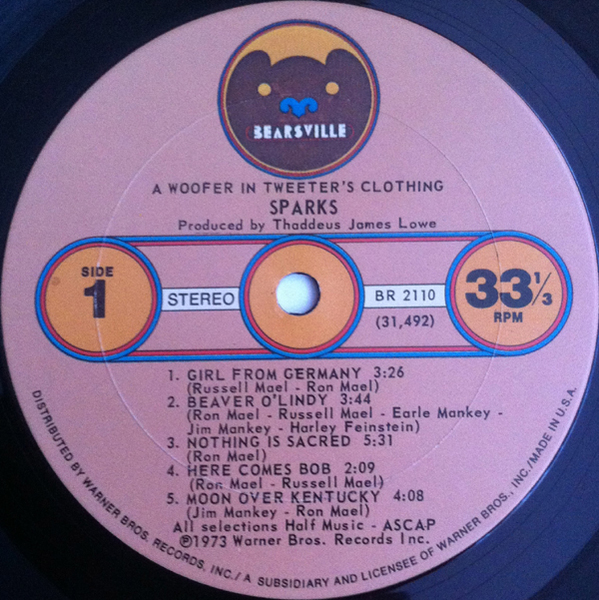 BEARSVILLE
A WOOFER IN TWEETER'S CLOTHING
SPARKS
Produced by Thaddeus James Lowe
SIDE
1
STEREO
BR 2110
(31,492)
33 1/3
RPM
1. GIRL FROM GERMANY 3:26
(Russell Mael - Ron Mael)
2. BEAVER O'LINDY 3:44
(Ron Mael - Russell Mael - Earle Mankey -
Jim Mankey - Harley Feinstein)
3. NOTHING IS SACRED 5:31
(Ron Mael)
4. HERE COMES BOB 2:09
(Ron Mael - Russell Mael)
5. MOON OVER KENTUCKY 4:08
(Jim Mankey - Ron Mael)
All selections Half Music - ASCAP
℗1973 Warner Bros. Records Inc.
DISTRIBUTED BY WARNER BROS. RECORDS, INC./A SUBSIDIARY AND LICENSEE OF WARNER BROS., INC./MADE IN U.S.A.